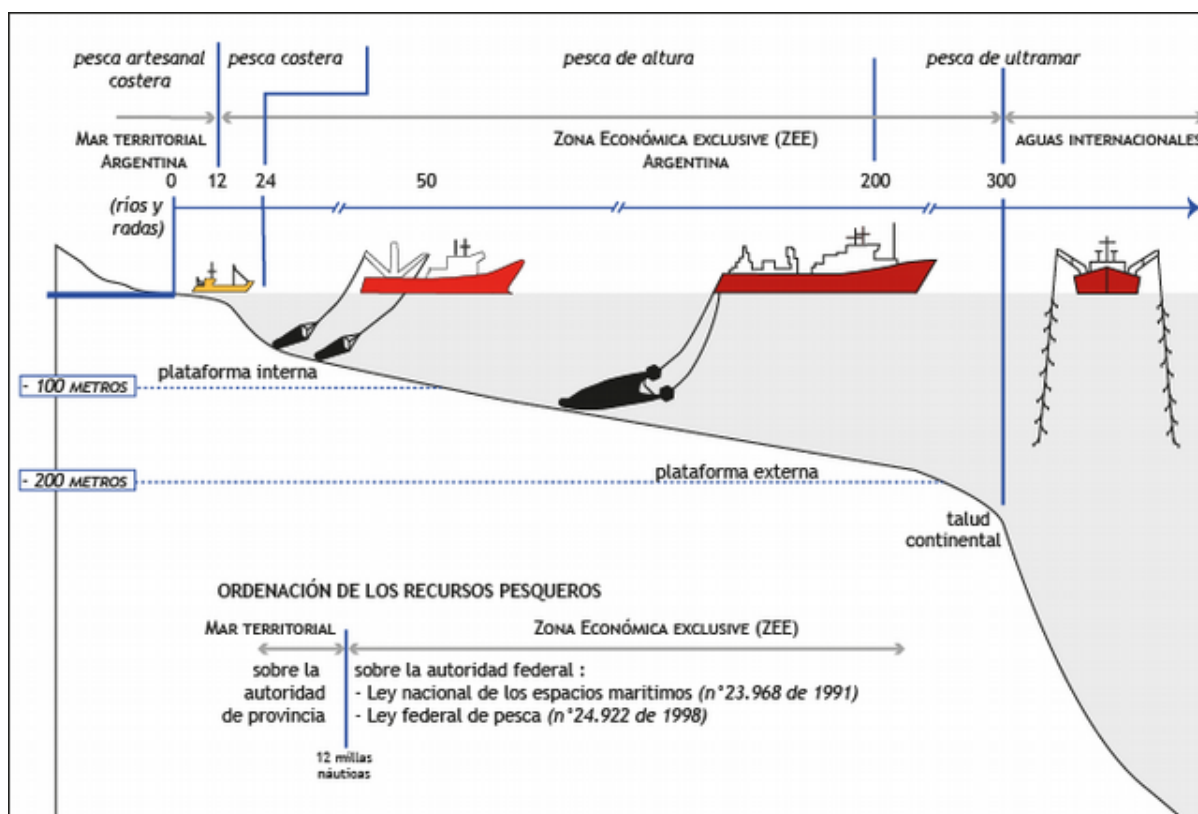 pesca artesanal
costera
pesca costera
pesca de altura
pesca de ultramar
MAR TERRITORIAL
ARGENTINA
ZONA ECONÓMICA EXCLUSIVE (ZEE)
ARGENTINA
AGUAS INTERNACIONALES
0 12 24 50 200 300
(ríos y
radas)
plataforma interna
- 100 METROS
plataforma externa
- 200 METROS
talud
continental
ORDENACIÓN DE LOS RECURSOS PESQUEROS
MAR TERRITORIAL
ZONA ECONÓMICA EXCLUSIVE (ZEE)
sobre la
autoridad
de provincia
sobre la autoridad federal :
- Ley nacional de los espacios maritimos (n°23.968 de 1991)
- Ley federal de pesca (n°24.922 de 1998)
12 millas
náuticas